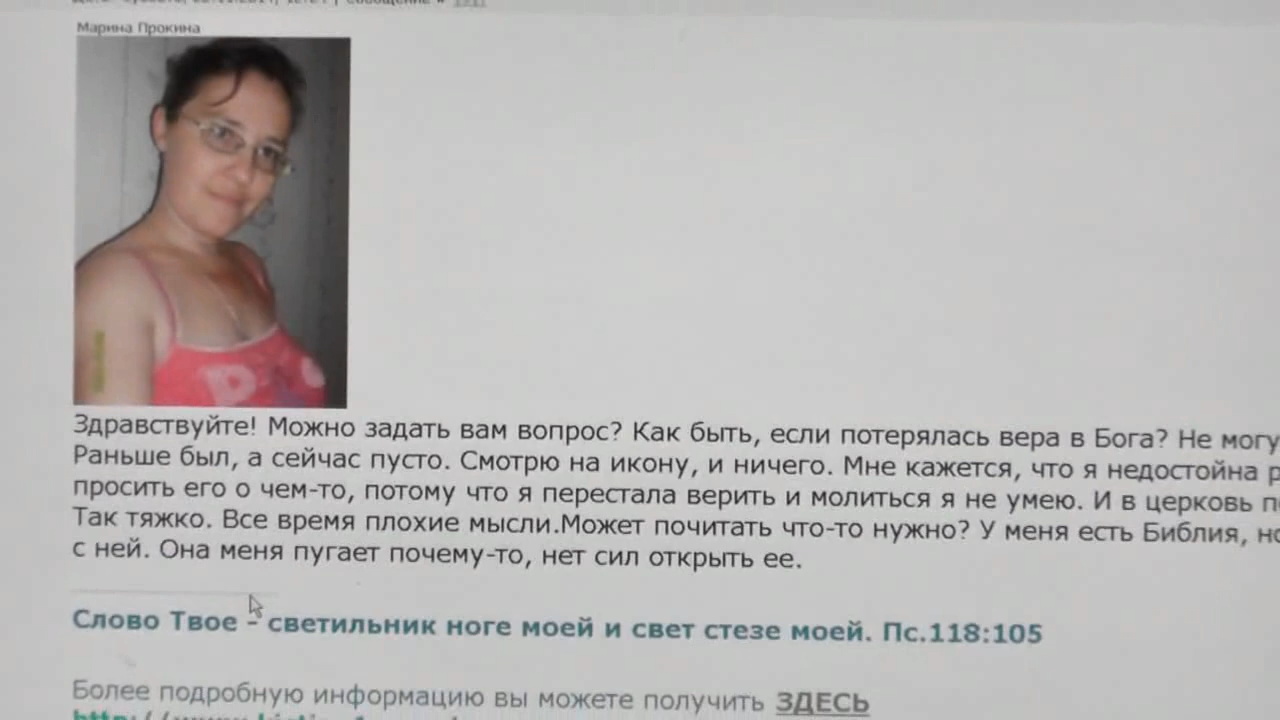 Марина Прокина
Здравствуйте! Можно задать вам вопрос? Как быть, если потерялась вера в Бога? Не могу
Раньше был, а сейчас пусто. Смотрю на икону, и ничего. Мне кажется, что я недостойна
просить его о чем-то, потому что я перестала верить и молиться я не умею. И в церковь
Так тяжко. Все время плохие мысли.Может почитать что-то нужно? У меня есть Библия,
с ней. Она меня пугает почему-то, нет сил открыть ее.
Слово Твое - светильник ноге моей и свет стезе моей. Пс.118:105
Более подробную информацию вы можете получить ЗДЕСЬ